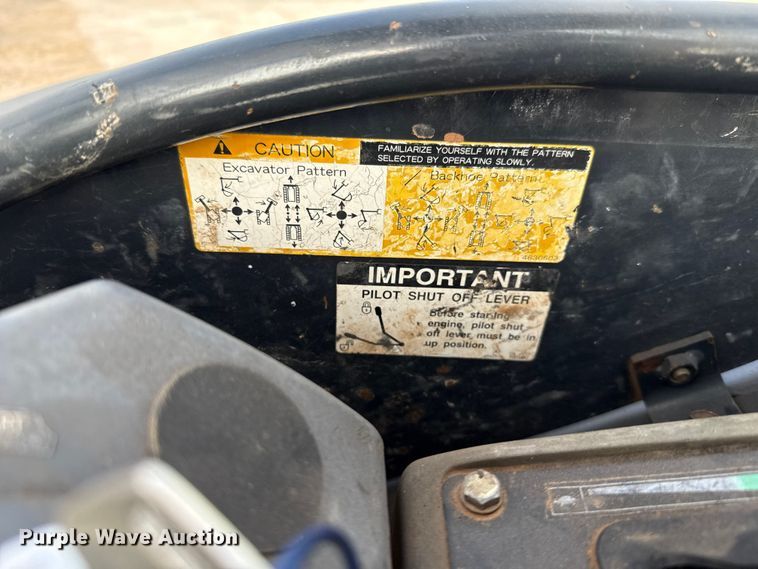 CAUTION
FAMILIARIZE YOURSELF WITH THE PATTERN
SELECTED BY OPERATING SLOWLY.
Excavator Pattern
Backhoe Pattern
4630603
IMPORTANT
PILOT SHUT OFF LEVER
Before starting
engine, pilot shut
off lever must be in
up position.
Purple Wave Auction